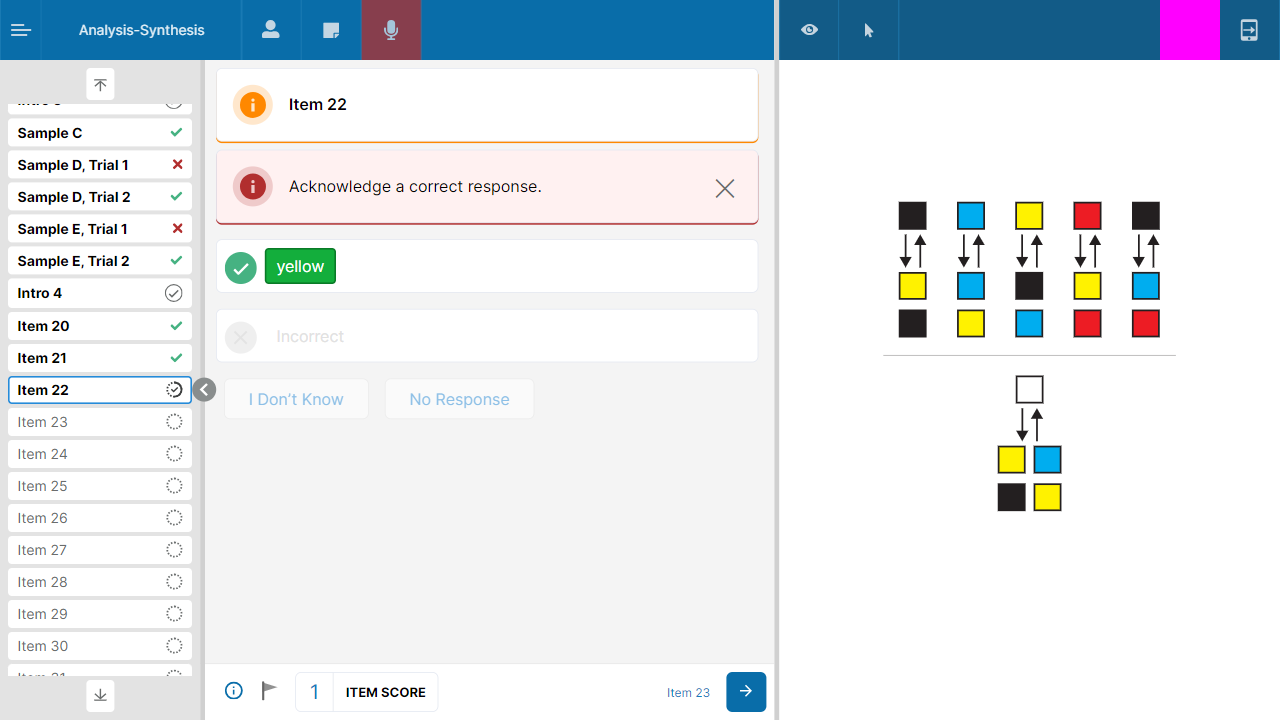 Analysis-Synthesis
Sample C
Sample D, Trial 1
Sample D, Trial 2
Sample E, Trial 1
Sample E, Trial 2
Intro 4
Item 20
Item 21
Item 22
Item 23
Item 24
Item 25
Item 26
Item 27
Item 28
Item 29
Item 30
Item 22
Acknowledge a correct response.
yellow
Incorrect
I Don't Know
No Response
1
ITEM SCORE
Item 23